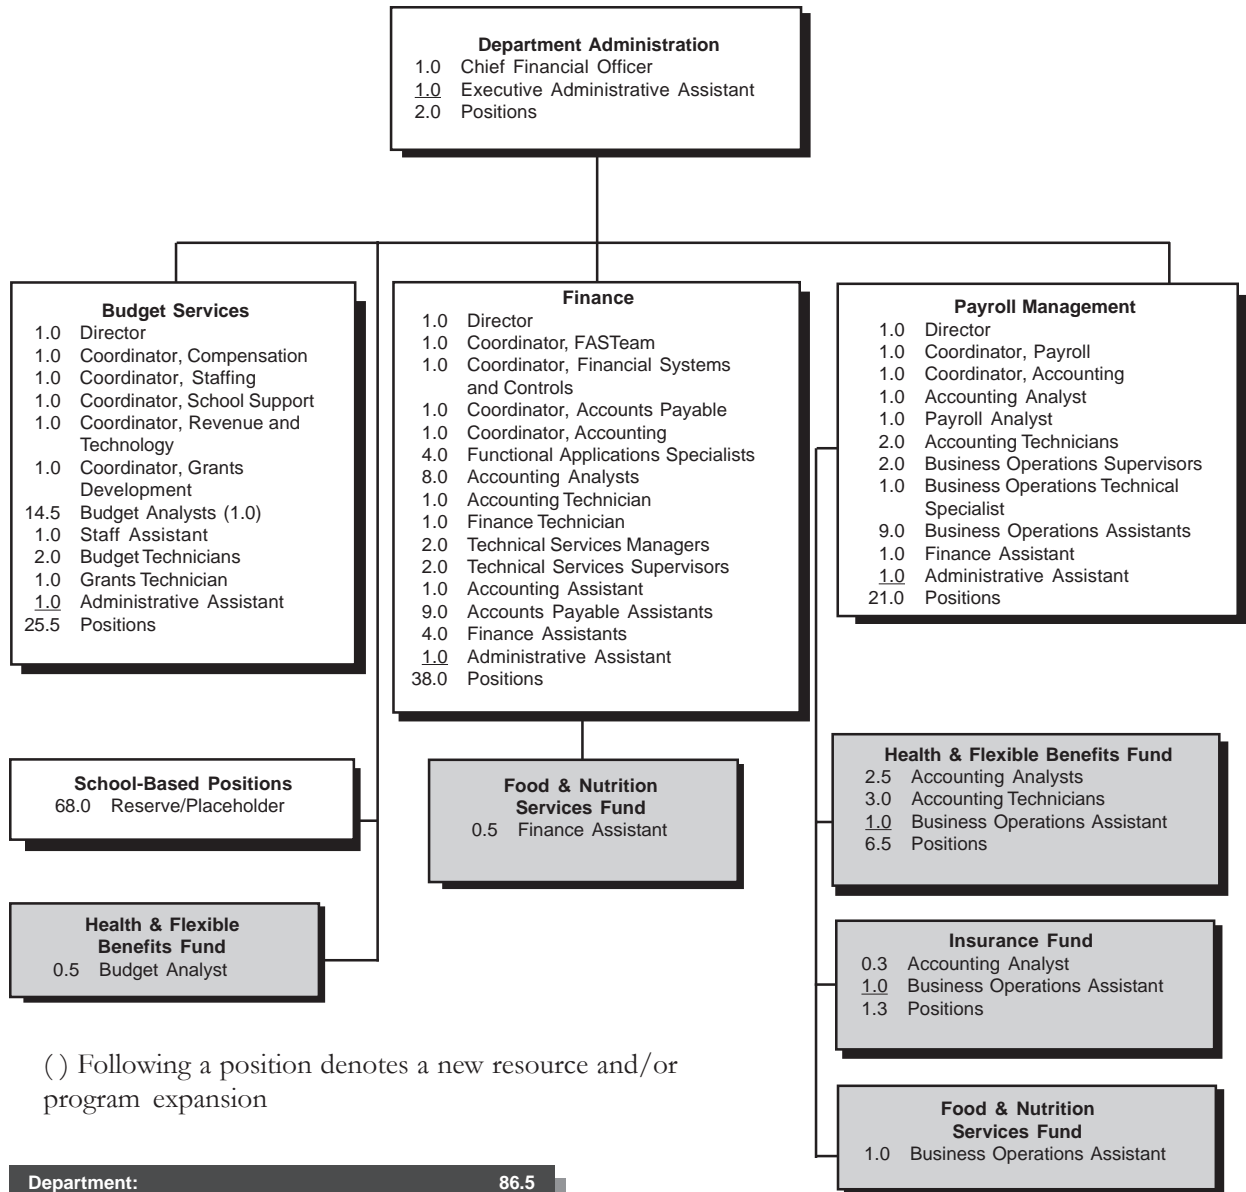 Department Administration
1.0 Chief Financial Officer
1.0 Executive Administrative Assistant
2.0 Positions
Budget Services
1.0 Director
1.0 Coordinator, Compensation
1.0 Coordinator, Staffing
1.0 Coordinator, School Support
1.0 Coordinator, Revenue and
Technology
1.0 Coordinator, Grants
Development
14.5 Budget Analysts (1.0)
1.0 Staff Assistant
2.0 Budget Technicians
1.0 Grants Technician
1.0 Administrative Assistant
25.5 Positions
Finance
1.0 Director
1.0 Coordinator, FASTeam
1.0 Coordinator, Financial Systems
and Controls
1.0 Coordinator, Accounts Payable
1.0 Coordinator, Accounting
4.0 Functional Applications Specialists
8.0 Accounting Analysts
1.0 Accounting Technician
1.0 Finance Technician
2.0 Technical Services Managers
2.0 Technical Services Supervisors
1.0 Accounting Assistant
9.0 Accounts Payable Assistants
4.0 Finance Assistants
1.0 Administrative Assistant
38.0 Positions
Payroll Management
1.0 Director
1.0 Coordinator, Payroll
1.0 Coordinator, Accounting
1.0 Accounting Analyst
1.0 Payroll Analyst
2.0 Accounting Technicians
2.0 Business Operations Supervisors
1.0 Business Operations Technical
Specialist
9.0 Business Operations Assistants
1.0 Finance Assistant
1.0 Administrative Assistant
21.0 Positions
School-Based Positions
68.0 Reserve/Placeholder
Health & Flexible
Benefits Fund
0.5 Budget Analyst
Food & Nutrition
Services Fund
0.5 Finance Assistant
Health & Flexible Benefits Fund
2.5 Accounting Analysts
3.0 Accounting Technicians
1.0 Business Operations Assistant
6.5 Positions
Insurance Fund
0.3 Accounting Analyst
1.0 Business Operations Assistant
1.3 Positions
Food & Nutrition
Services Fund
1.0 Business Operations Assistant
( ) Following a position denotes a new resource and/or
program expansion
Department: 86.5